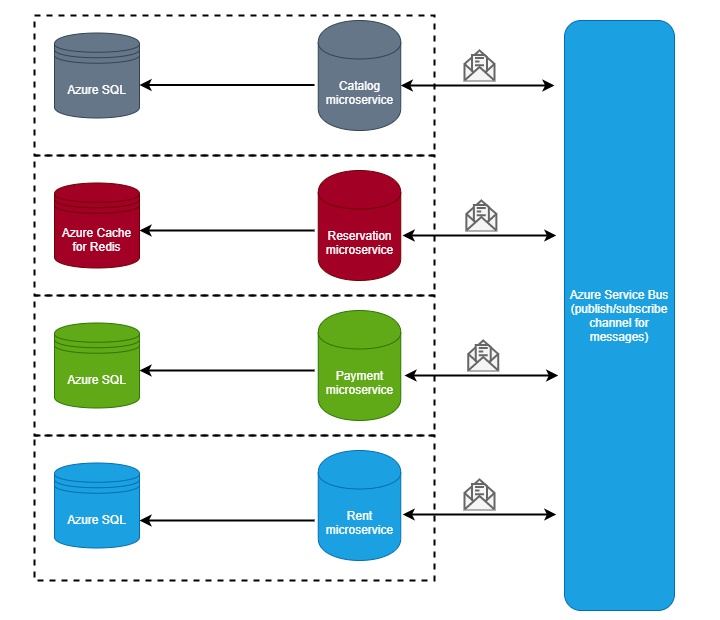 Azure SQL
Catalog
microservice
Azure Cache
for Redis
Reservation
microservice
Azure SQL
Payment
microservice
Azure SQL
Rent
microservice
Azure Service Bus
(publish/subscribe
channel for
messages)